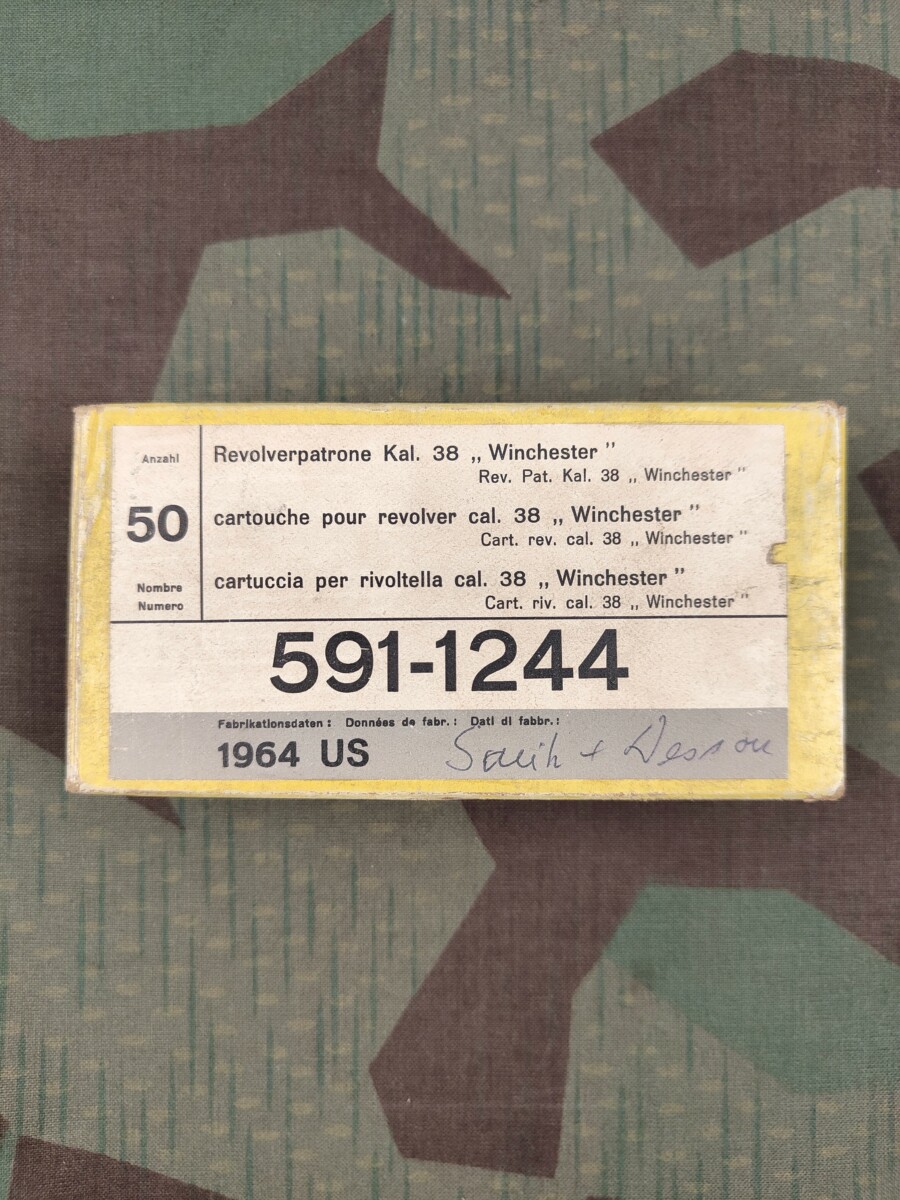 Anzahl
50
Nombre
Numero
Revolverpatrone Kal. 38 „ Winchester ”
Rev. Pat. Kal. 38 „ Winchester ”
cartouche pour revolver cal. 38 „ Winchester ”
Cart. rev. cal. 38 „ Winchester ”
cartuccia per rivoltella cal. 38 „ Winchester ”
Cart. riv. cal. 38 „ Winchester ”
591-1244
Fabrikationsdaten : Données de fabr. : Dati di fabbr. :
1964 US Smith + Wesson